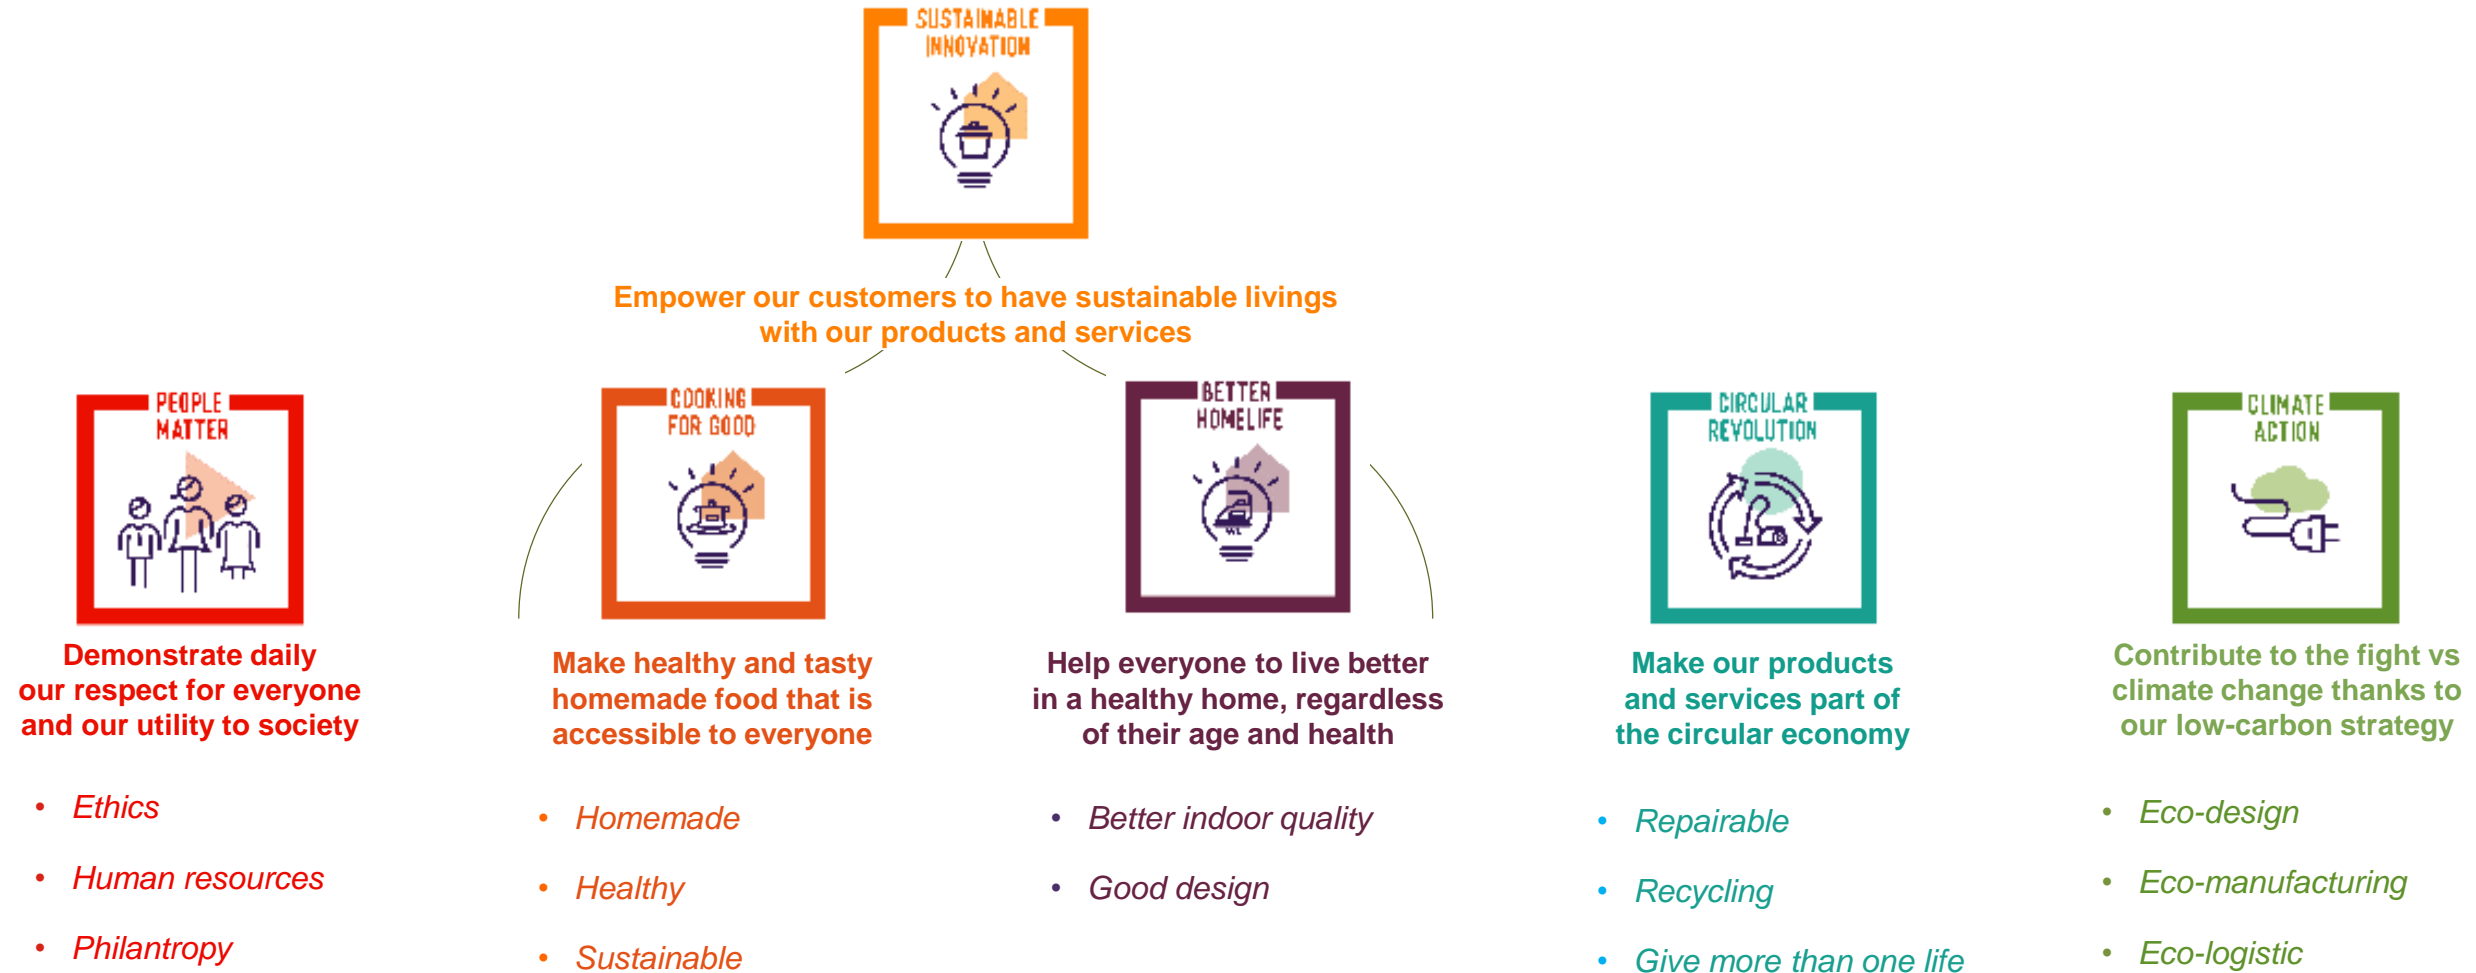 SUSTAINABLE
INNOVATION
Empower our customers to have sustainable livings
with our products and services
PEOPLE
MATTER
Demonstrate daily
our respect for everyone
and our utility to society
• Ethics
• Human resources
• Philantropy
COOKING
FOR GOOD
Make healthy and tasty
homemade food that is
accessible to everyone
• Homemade
• Healthy
• Sustainable
BETTER
HOMELIFE
Help everyone to live better
in a healthy home, regardless
of their age and health
• Better indoor quality
• Good design
CIRCULAR
REVOLUTION
Make our products
and services part of
the circular economy
• Repairable
• Recycling
• Give more than one life
CLIMATE
ACTION
Contribute to the fight vs
climate change thanks to
our low-carbon strategy
• Eco-design
• Eco-manufacturing
• Eco-logistic